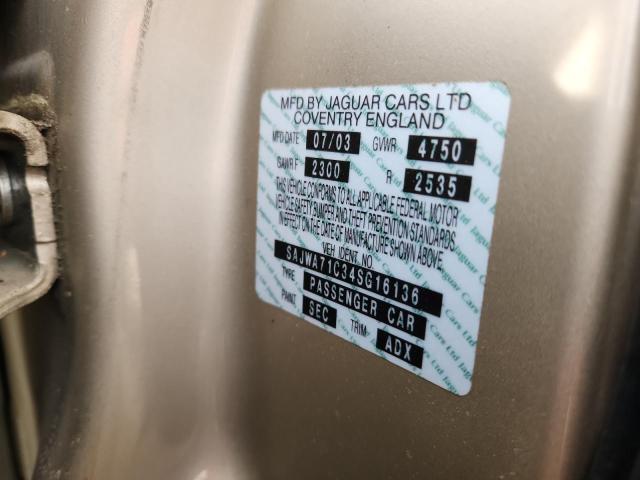 MFD BY JAGUAR CARS LTD
COVENTRY ENGLAND
MFD DATE 07/03 GVWR 4750
GAWR F 2300 R 2535
THIS VEHICLE CONFORMS TO ALL APPLICABLE FEDERAL MOTOR
VEHICLE SAFETY, BUMPER AND THEFT PREVENTION STANDARDS
IN EFFECT ON THE DATE OF MANUFACTURE SHOWN ABOVE.
VEH. IDENT. NO.
SAJWA71C34SG16136
TYPE PASSENGER CAR
PAINT SEC TRIM ADX